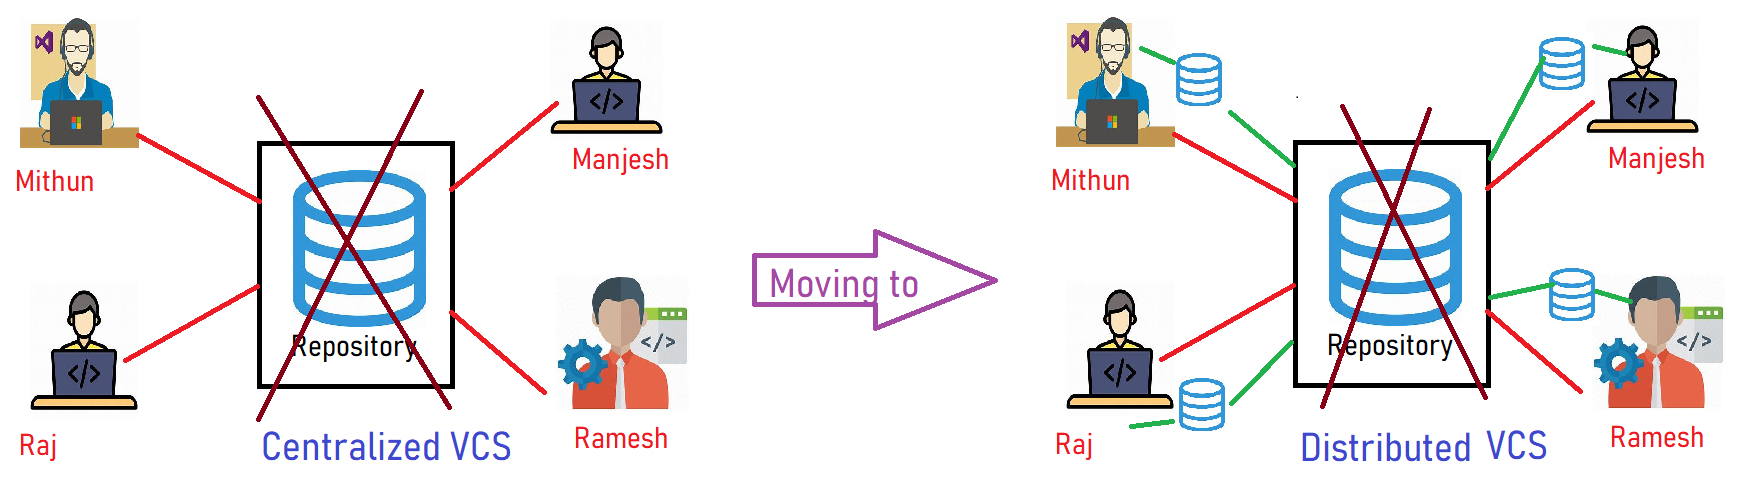 Mithun
Manjesh
</>
Repository
</>
</>
Raj
Centralized VCS
Ramesh
Moving to
Mithun
Manjesh
</>
Repository
</>
</>
Raj
Distributed VCS
Ramesh